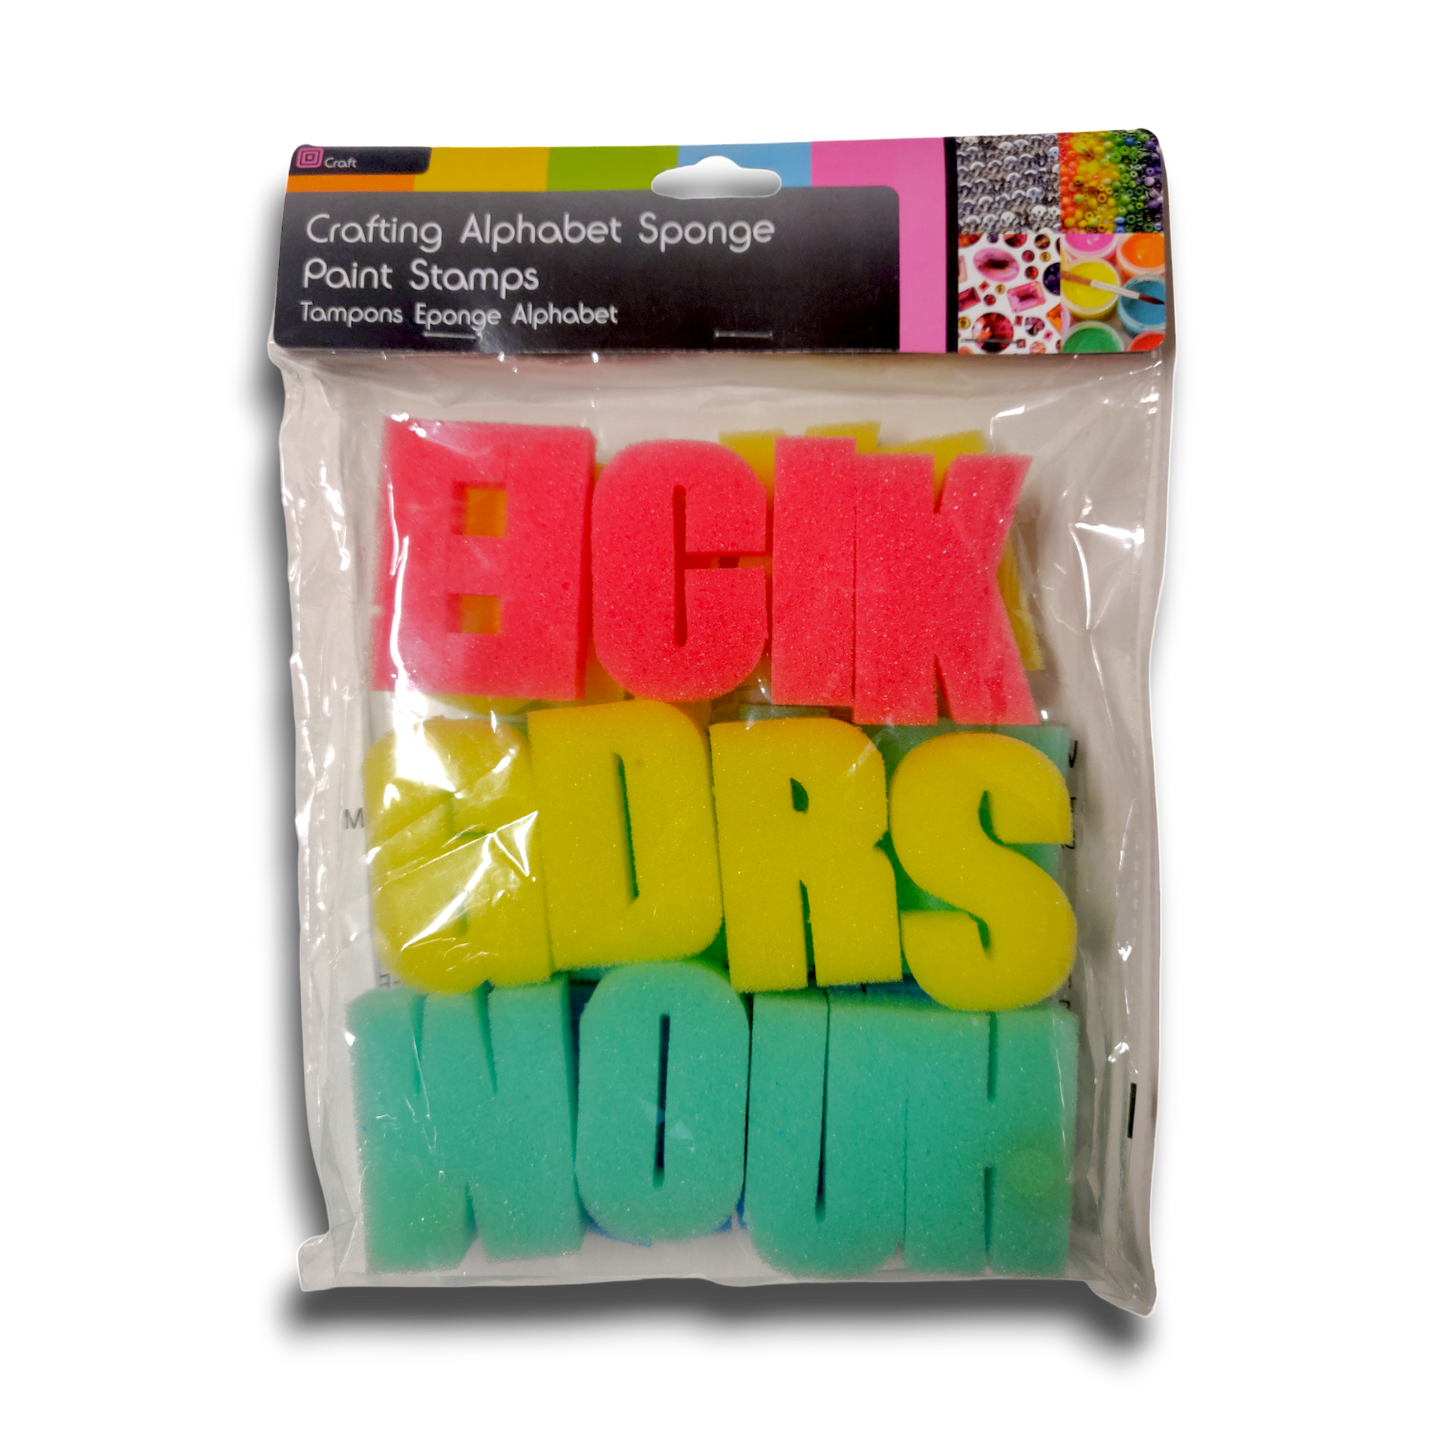 Craft
Crafting Alphabet Sponge
Paint Stamps
Tampons Eponge Alphabet
E C I K
D R S
W O U H